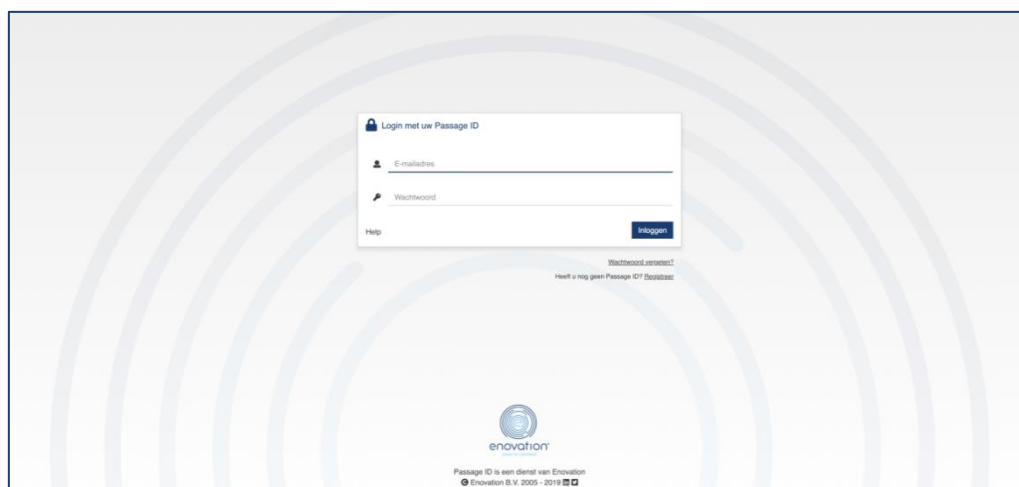 Login met uw Passage ID
E-mailadres
Wachtwoord
Help
Inloggen
Wachtwoord vergeten?
Heeft u nog geen Passage ID? Registreer
enovation
Passage ID is een dienst van Enovation
Enovation B.V. 2005 - 2019